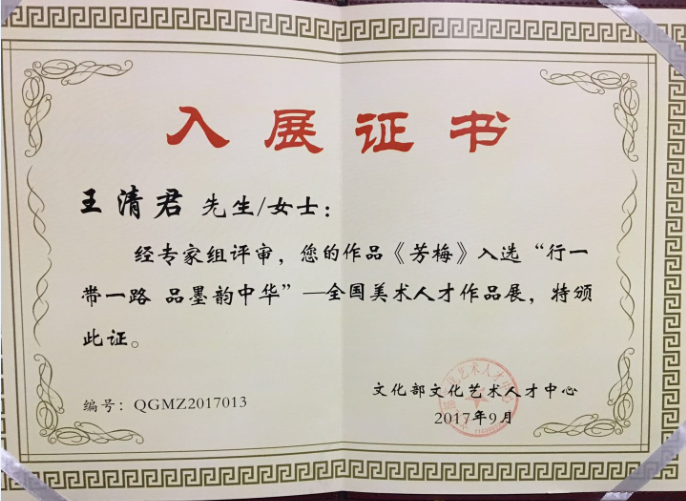 入展证书
王清君 先生/女士：
经专家组评审，您的作品《芳梅》入选“行一
带一路 品墨韵中华”—全国美术人才作品展，特颁
此证。
编号：QGMZ2017013
文化部文化艺术人才中心
2017年9月